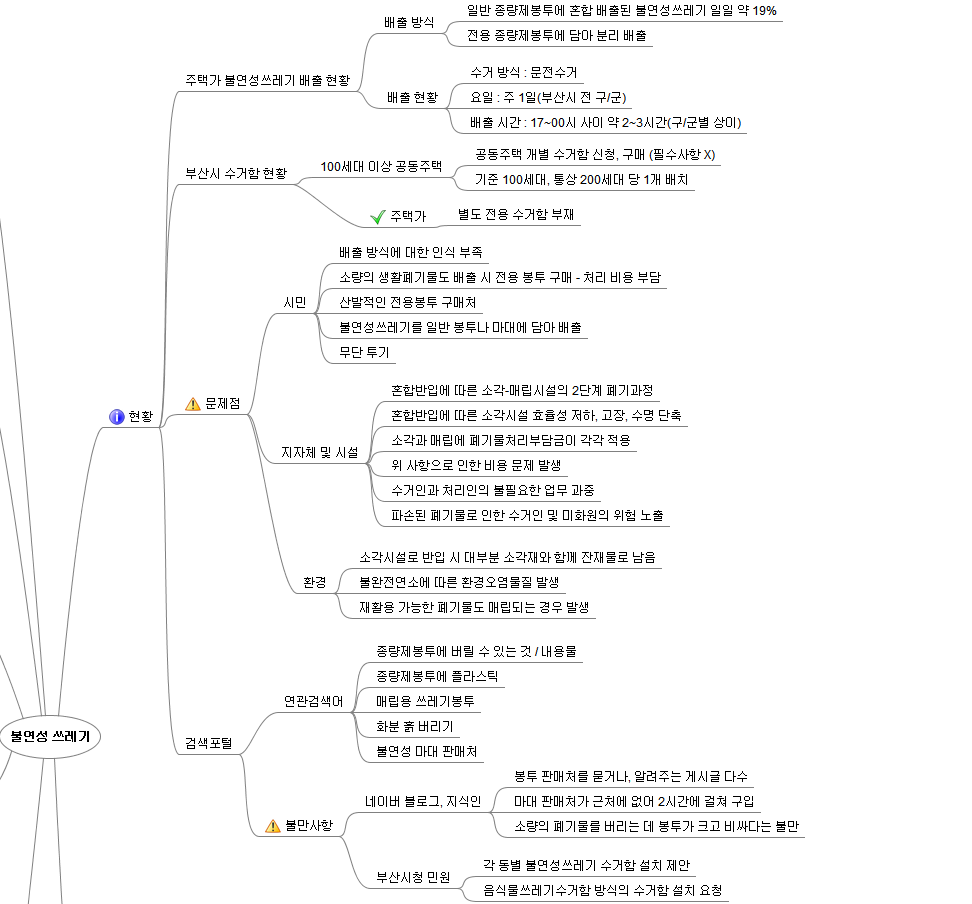 일반 종량제봉투에 혼합 배출된 불연성쓰레기 일일 약 19%
배출 방식
전용 종량제봉투에 담아 분리 배출
주택가 불연성쓰레기 배출 현황
수거 방식 : 문전수거
배출 현황
요일 : 주 1일(부산시 전 구/군)
배출 시간 : 17~00시 사이 약 2~3시간(구/군별 상이)
공동주택 개별 수거함 신청, 구매 (필수사항 X)
100세대 이상 공동주택
부산시 수거함 현황
기준 100세대, 통상 200세대 당 1개 배치
주택가
별도 전용 수거함 부재
배출 방식에 대한 인식 부족
소량의 생활폐기물도 배출 시 전용 봉투 구매 - 처리 비용 부담
시민
산발적인 전용봉투 구매처
불연성쓰레기를 일반 봉투나 마대에 담아 배출
무단 투기
혼합반입에 따른 소각-매립시설의 2단계 폐기과정
문제점
현황
혼합반입에 따른 소각시설 효율성 저하, 고장, 수명 단축
소각과 매립에 폐기물처리부담금이 각각 적용
지자체 및 시설
위 사항으로 인한 비용 문제 발생
수거인과 처리인의 불필요한 업무 과중
파손된 폐기물로 인한 수거인 및 미화원의 위험 노출
소각시설로 반입 시 대부분 소각재와 함께 잔재물로 남음
환경
불완전연소에 따른 환경오염물질 발생
재활용 가능한 폐기물도 매립되는 경우 발생
종량제봉투에 버릴 수 있는 것 / 내용물
종량제봉투에 플라스틱
연관검색어
매립용 쓰레기봉투
화분 흙 버리기
불연성 쓰레기
검색포털
불연성 마대 판매처
봉투 판매처를 묻거나, 알려주는 게시글 다수
네이버 블로그, 지식인
마대 판매처가 근처에 없어 2시간에 걸쳐 구입
불만사항
소량의 폐기물를 버리는 데 봉투가 크고 비싸다는 불만
각 동별 불연성쓰레기 수거함 설치 제안
부산시청 민원
음식물쓰레기수거함 방식의 수거함 설치 요청